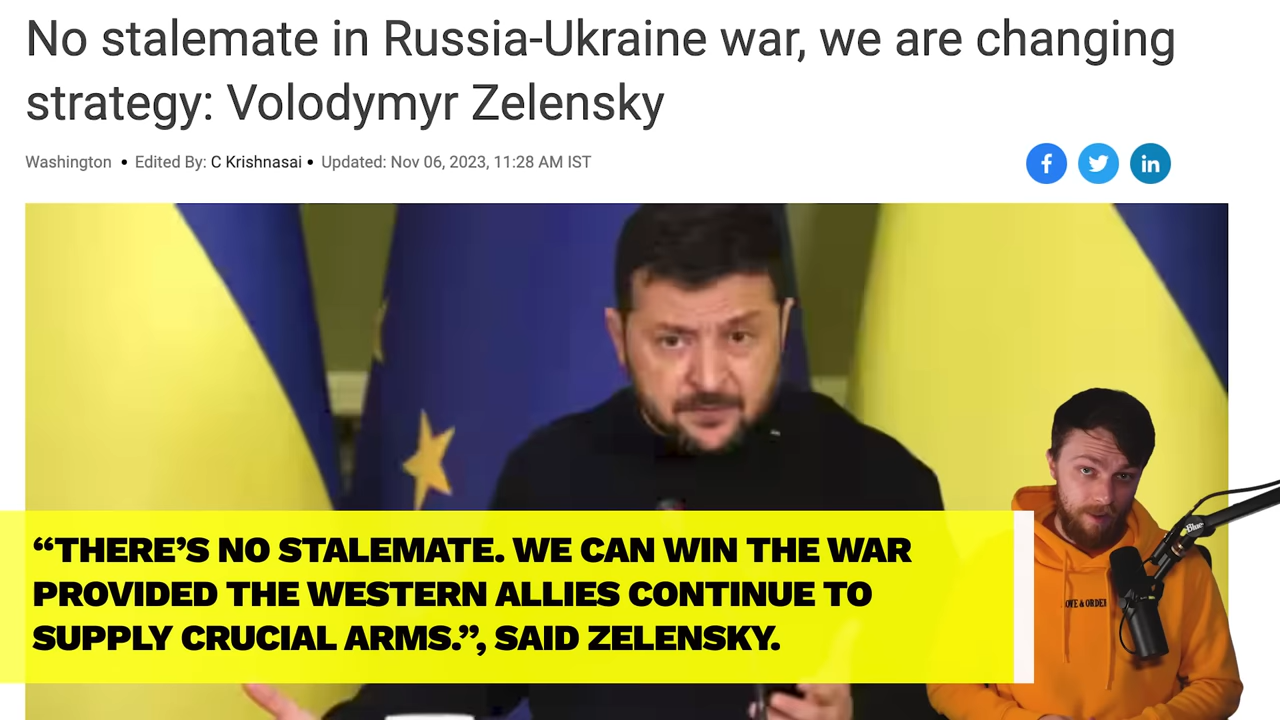 No stalemate in Russia-Ukraine war, we are changing
strategy: Volodymyr Zelensky
Washington • Edited By: C Krishnasai • Updated: Nov 06, 2023, 11:28 AM IST
“THERE’S NO STALEMATE. WE CAN WIN THE WAR
PROVIDED THE WESTERN ALLIES CONTINUE TO
SUPPLY CRUCIAL ARMS.”, SAID ZELENSKY.
Blue
& ORDER